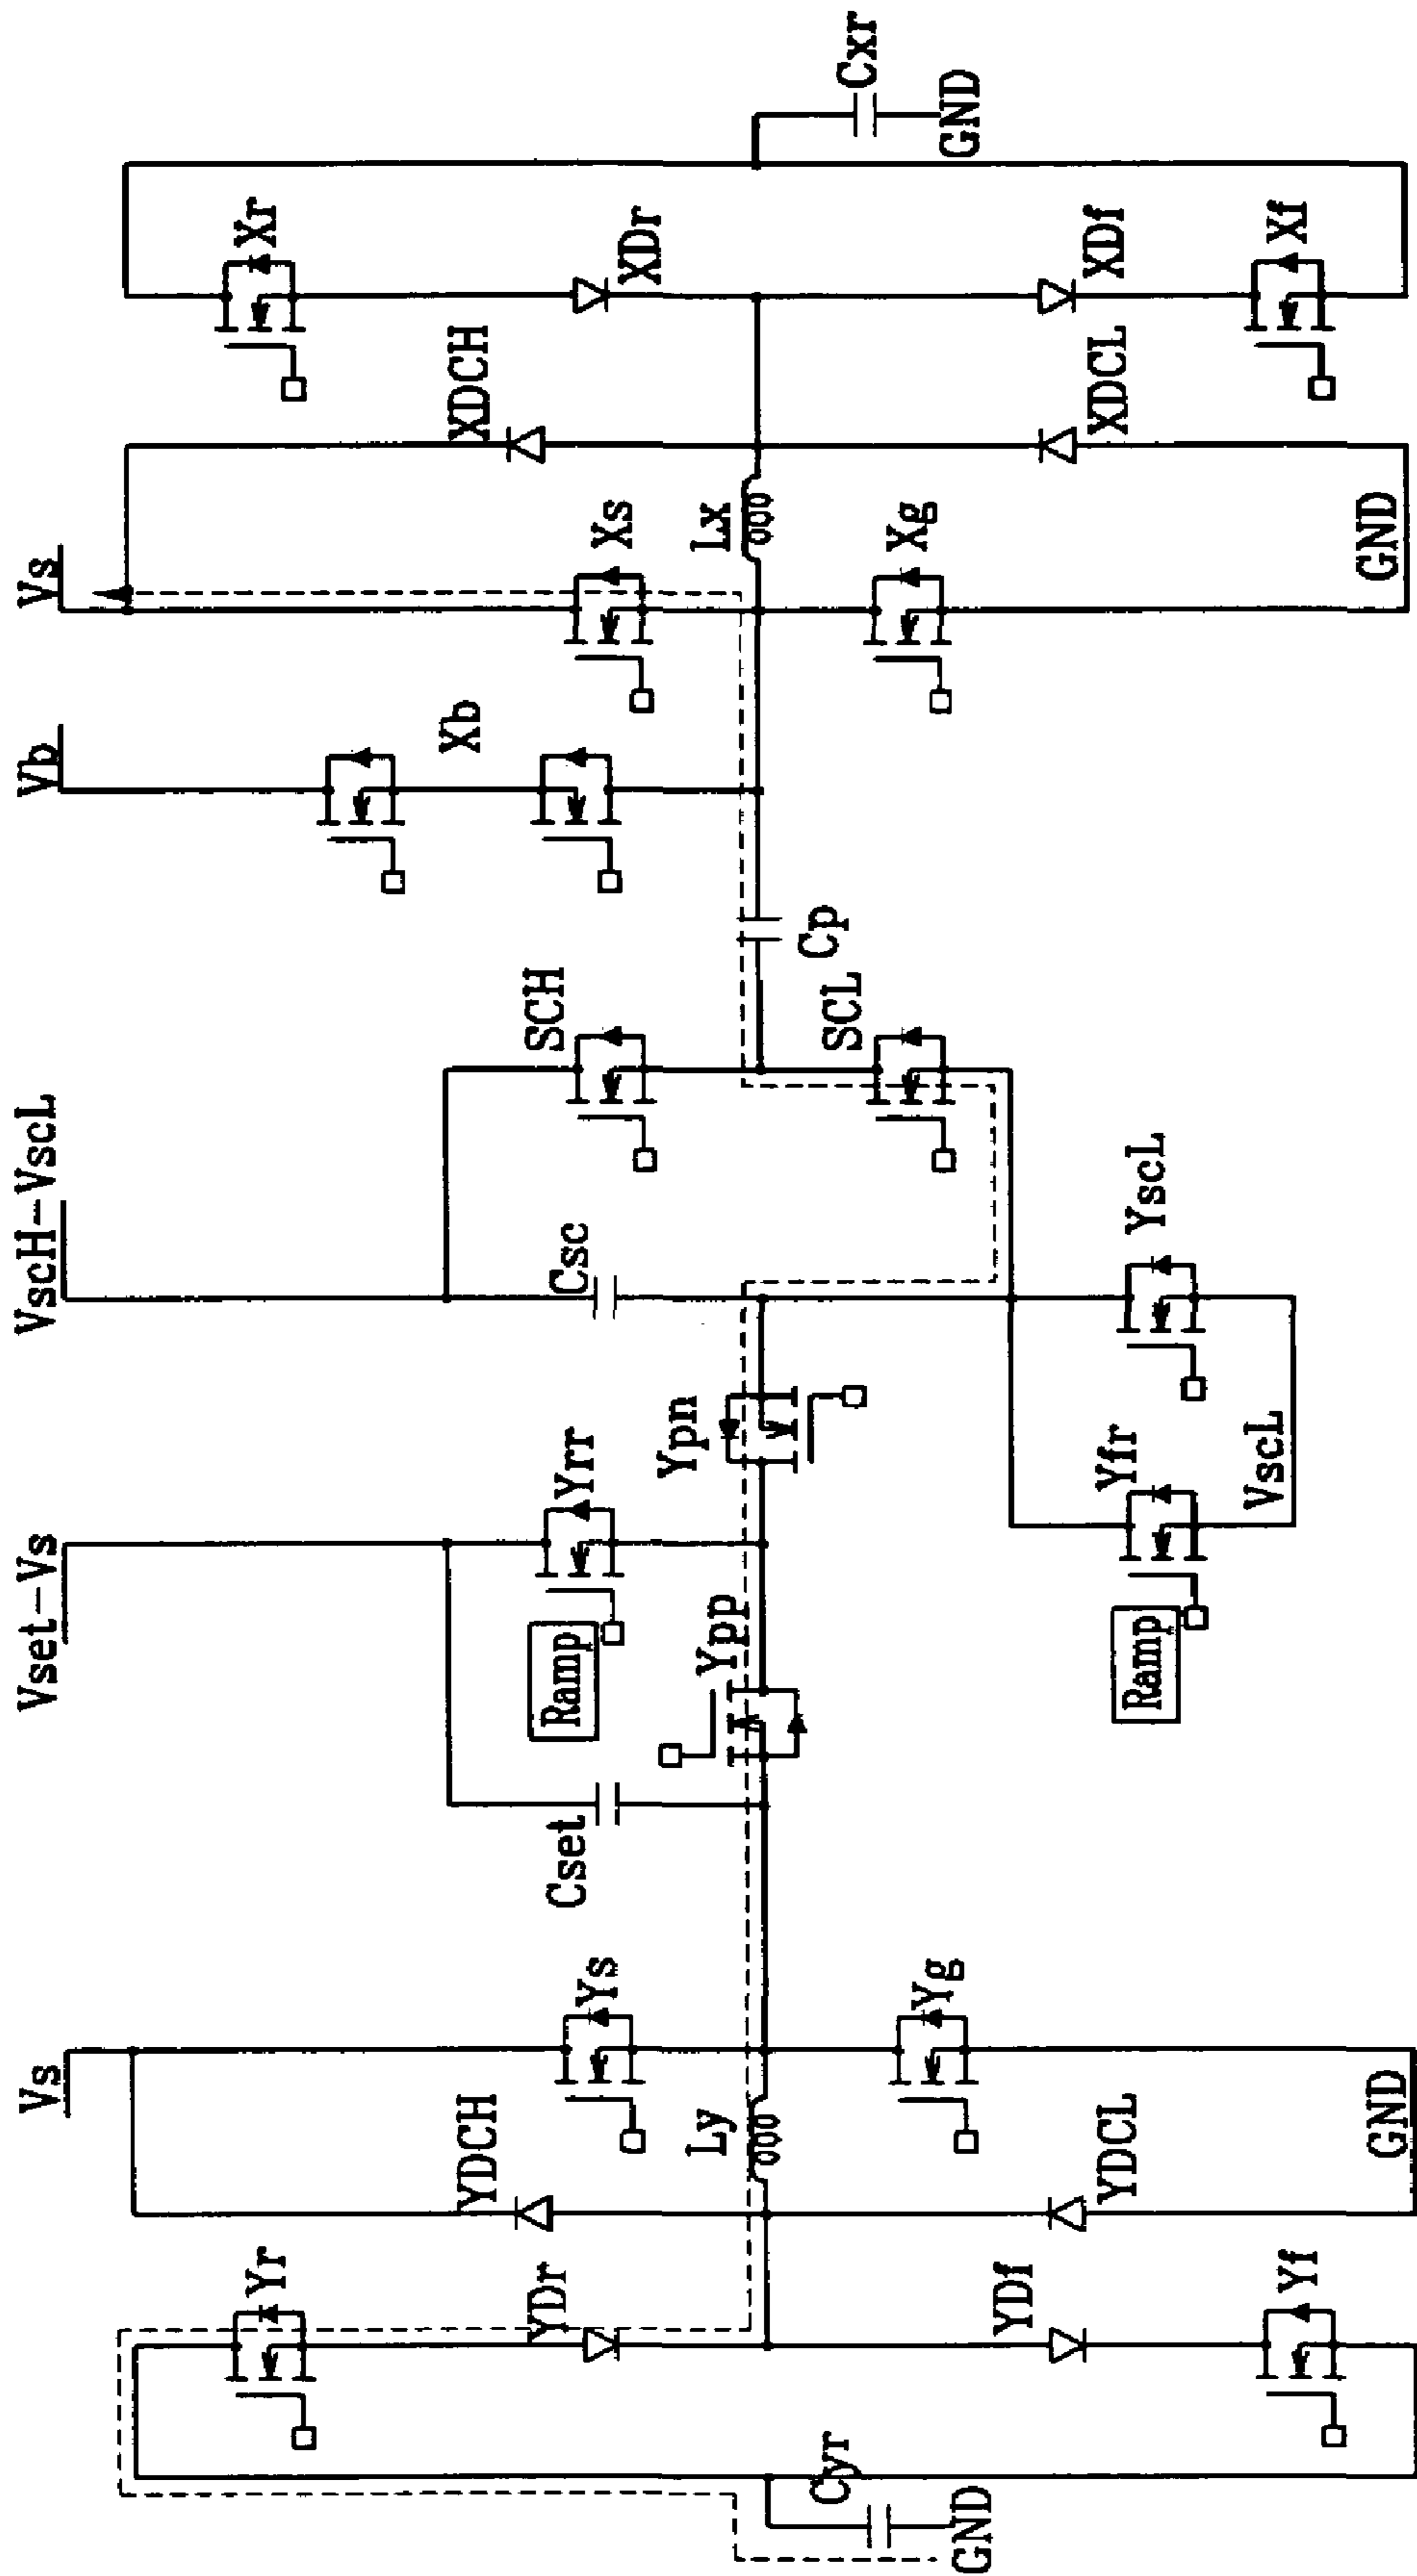 Vs
Vset-Vs
VscH-VscL
Vb
Vs
Yr
YDCH
Ys
Cset
Ramp
Yrr
Csc
SCH
Xb
Xs
XDCH
Xr
YDr
Ly
Ypp
Ypn
Cp
Lx
XDr
Cyr
GND
YDf
YDCL
Yg
SCL
Xg
XDCL
XDf
Cxr
GND
Yf
GND
Ramp
Yfr
YscL
VscL
GND
Xf